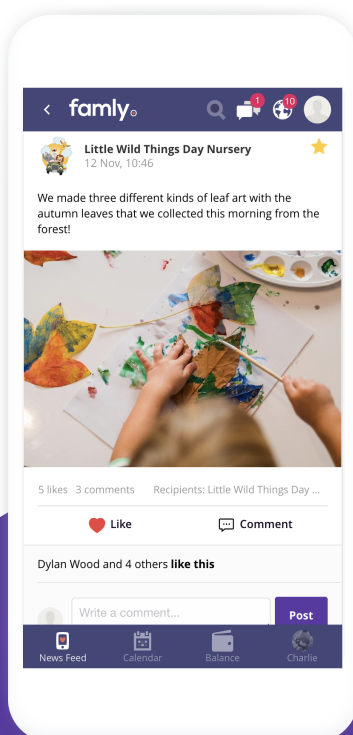 famly
1
10
Little Wild Things Day Nursery
12 Nov, 10:46
We made three different kinds of leaf art with the
autumn leaves that we collected this morning from the
forest!
5 likes 3 comments Recipients: Little Wild Things Day ...
Like Comment
Dylan Wood and 4 others like this
Write a comment... Post
News Feed Calendar Balance Charlie